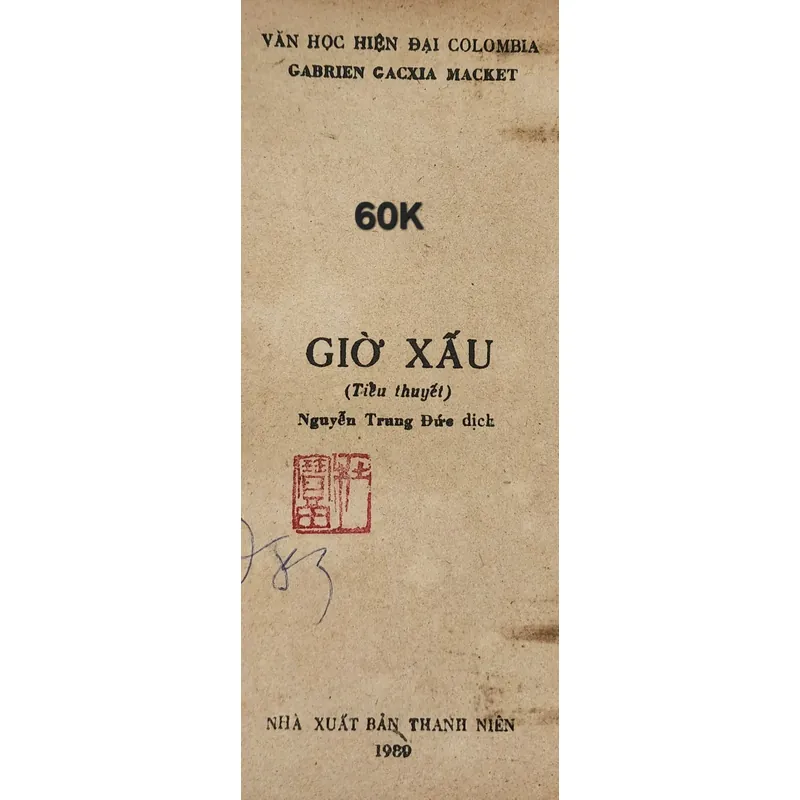 VĂN HỌC HIỆN ĐẠI COLOMBIA
GABRIEN GACXIA MACKET
60K
GIỜ XẤU
(Tiểu thuyết)
Nguyễn Trung Đức dịch
783
NHÀ XUẤT BẢN THANH NIÊN
1989